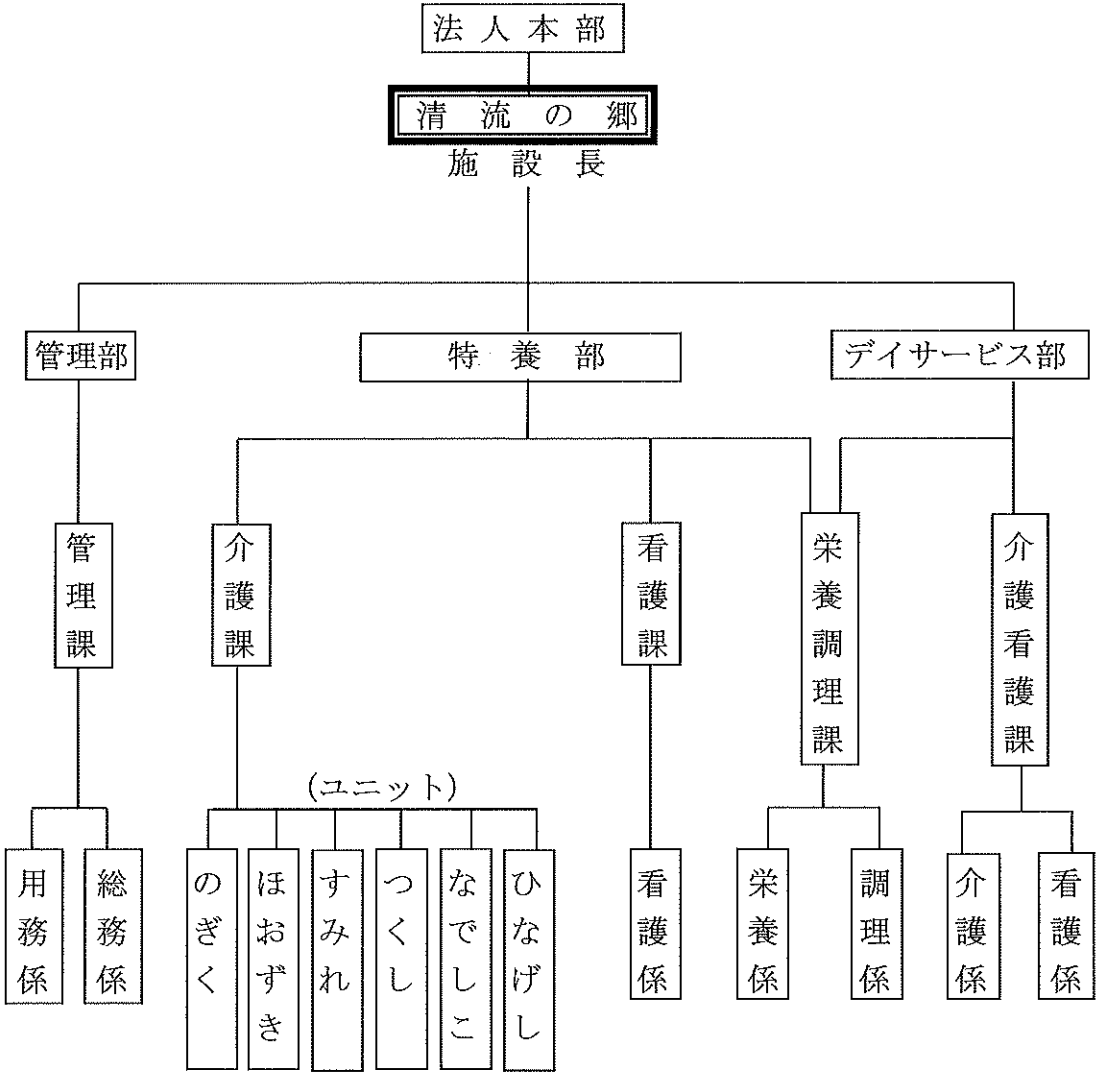 法人本部
清流の郷
施設長
管理部
特養部
デイサービス部
管理課
介護課
看護課
栄養調理課
介護看護課
(ユニット)
用務係
総務係
のぎく
ほおずき
すみれ
つくし
なでしこ
ひなげし
看護係
栄養係
調理係
介護係
看護係